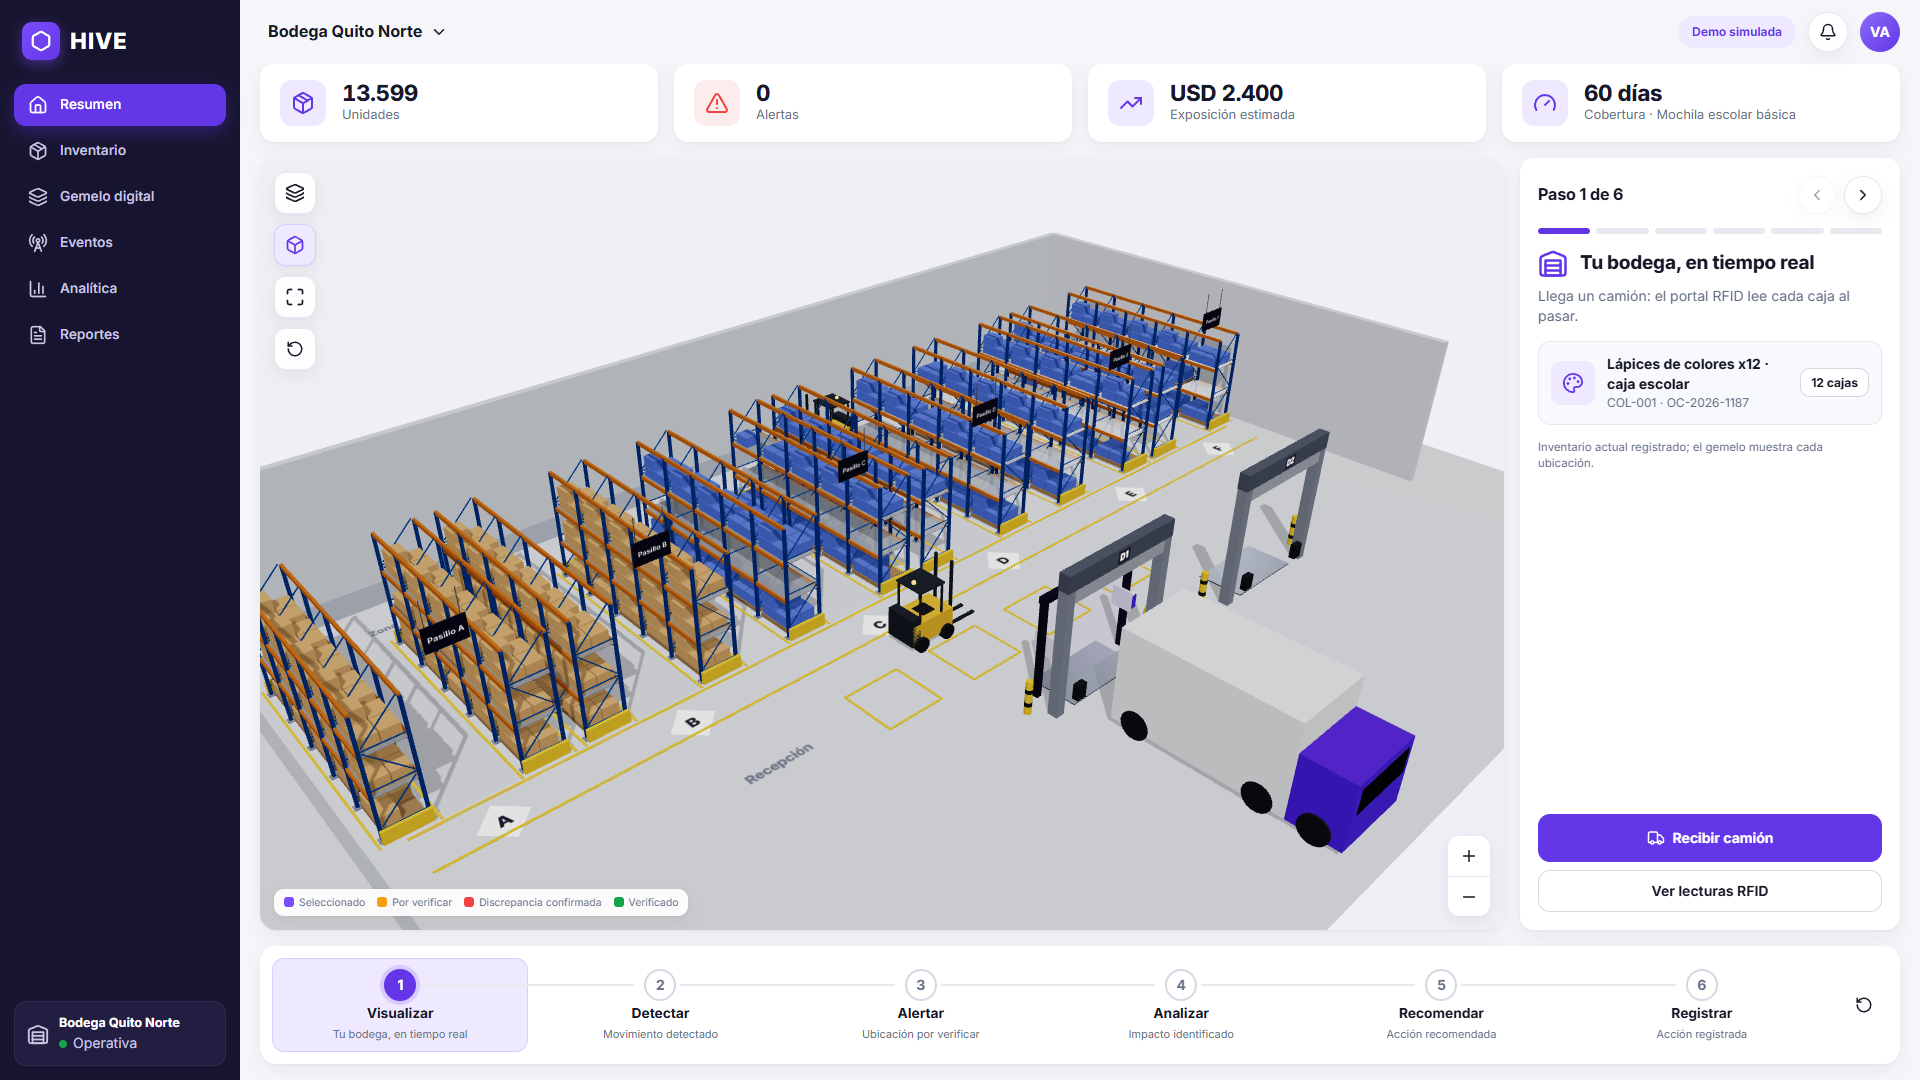 HIVE
Resumen
Inventario
Gemelo digital
Eventos
Analítica
Reportes
Bodega Quito Norte
Operativa
Bodega Quito Norte
Demo simulada
VA
13.599
Unidades
0
Alertas
USD 2.400
Exposición estimada
60 días
Cobertura · Mochila escolar básica
Pasillo A
Pasillo B
Pasillo C
A
B
C
D
E
F
D1
D2
Recepción
Seleccionado
Por verificar
Discrepancia confirmada
Verificado
Paso 1 de 6
Tu bodega, en tiempo real
Llega un camión: el portal RFID lee cada caja al
pasar.
Lápices de colores x12 ·
caja escolar
COL-001 · OC-2026-1187
12 cajas
Inventario actual registrado; el gemelo muestra cada
ubicación.
Recibir camión
Ver lecturas RFID
1
Visualizar
Tu bodega, en tiempo real
2
Detectar
Movimiento detectado
3
Alertar
Ubicación por verificar
4
Analizar
Impacto identificado
5
Recomendar
Acción recomendada
6
Registrar
Acción registrada